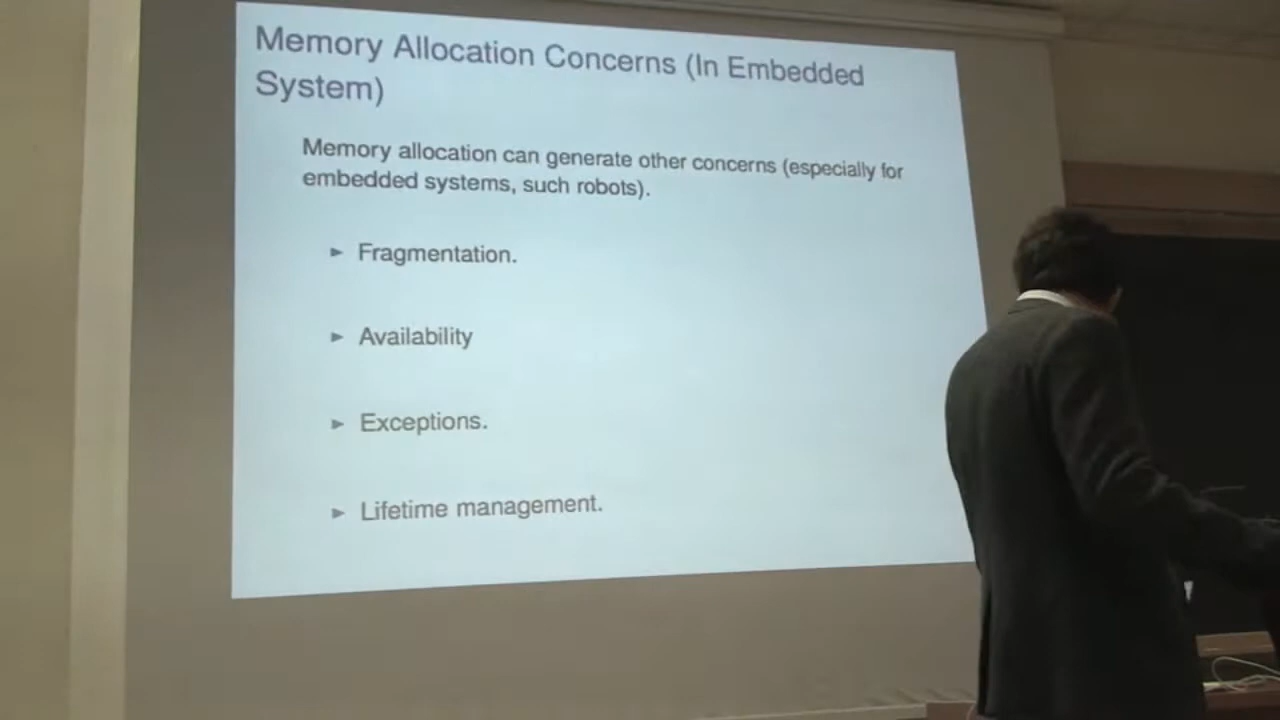 Memory Allocation Concerns (In Embedded
System)
Memory allocation can generate other concerns (especially for
embedded systems, such robots).
Fragmentation.
Availability
Exceptions.
Lifetime management.